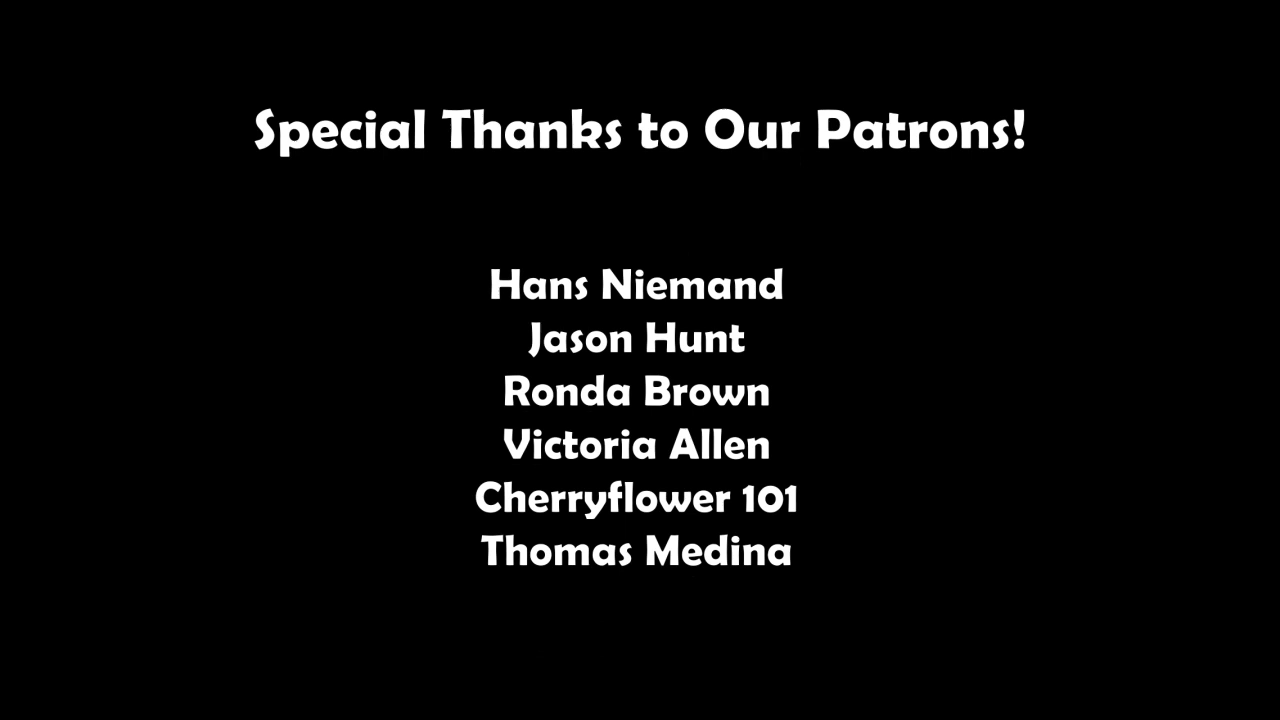 Special Thanks to Our Patrons!
Hans Niemand
Jason Hunt
Ronda Brown
Victoria Allen
Cherryflower 101
Thomas Medina